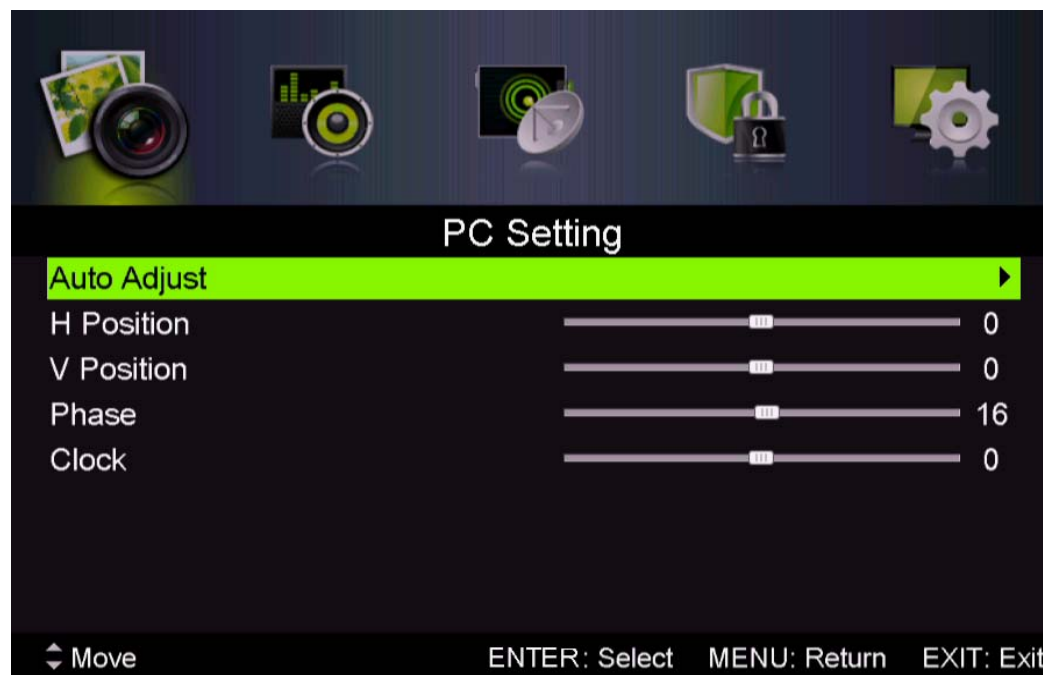 PC Setting
Auto Adjust
H Position 0
V Position 0
Phase 16
Clock 0
Move ENTER: Select MENU: Return EXIT: Exit